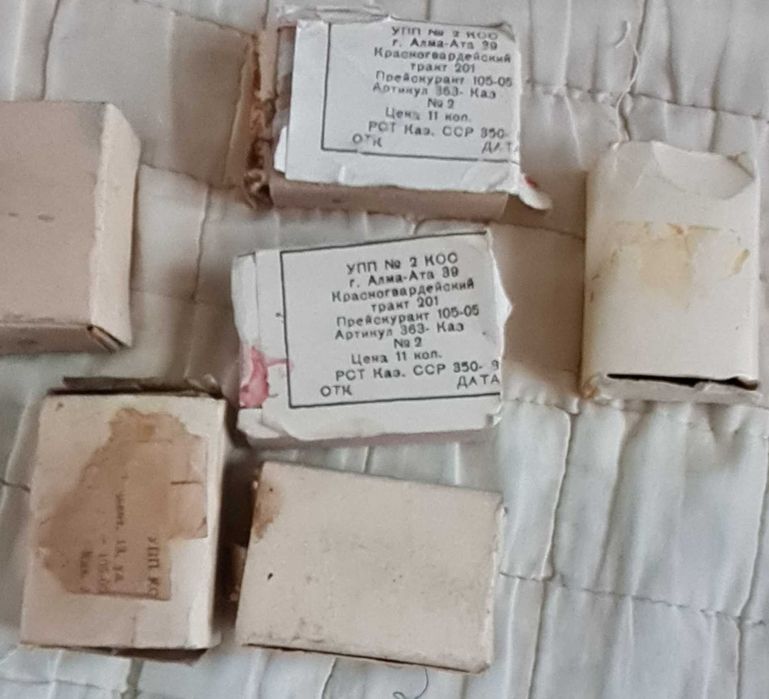 УПП № 2 КОС
г. Алма-Ата 39
Красногвардейский
тракт 201
Прейскурант 105-05
Артикул 363- Каз
№ 2
Цена 11 коп.
РСТ Каз. ССР 350-
ОТК ДАТА
УПП № 2 КОС
г. Алма-Ата 39
Красногвардейский
тракт 201
Прейскурант 105-05
Артикул 363- Каз
№ 2
Цена 11 коп.
РСТ Каз. ССР 350- 9
ОТК ДАТА
УПП